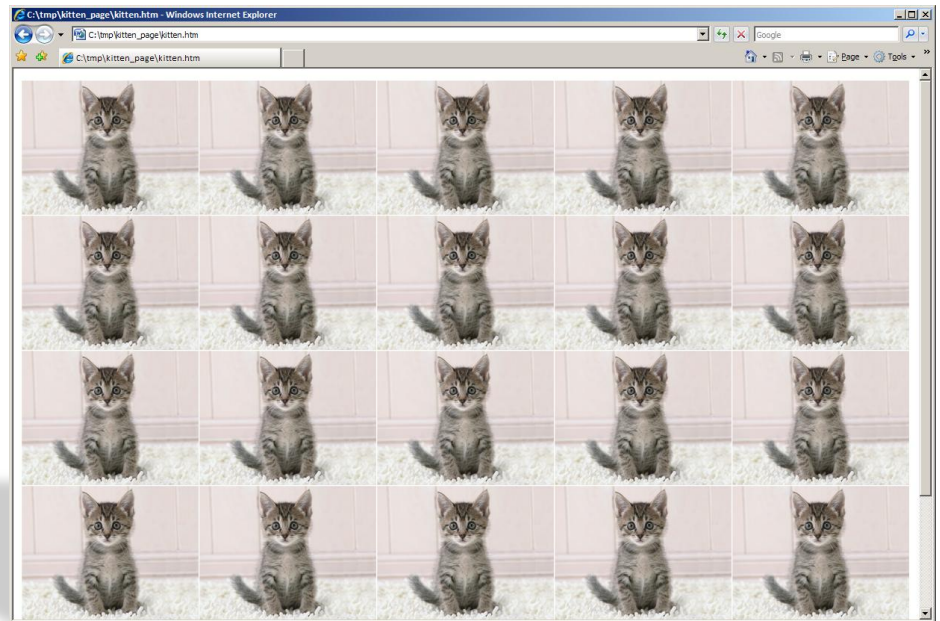 C:\tmp\kitten_page\kitten.htm - Windows Internet Explorer
C:\tmp\kitten_page\kitten.htm
Google
C:\tmp\kitten_page\kitten.htm
Page
Tools
»